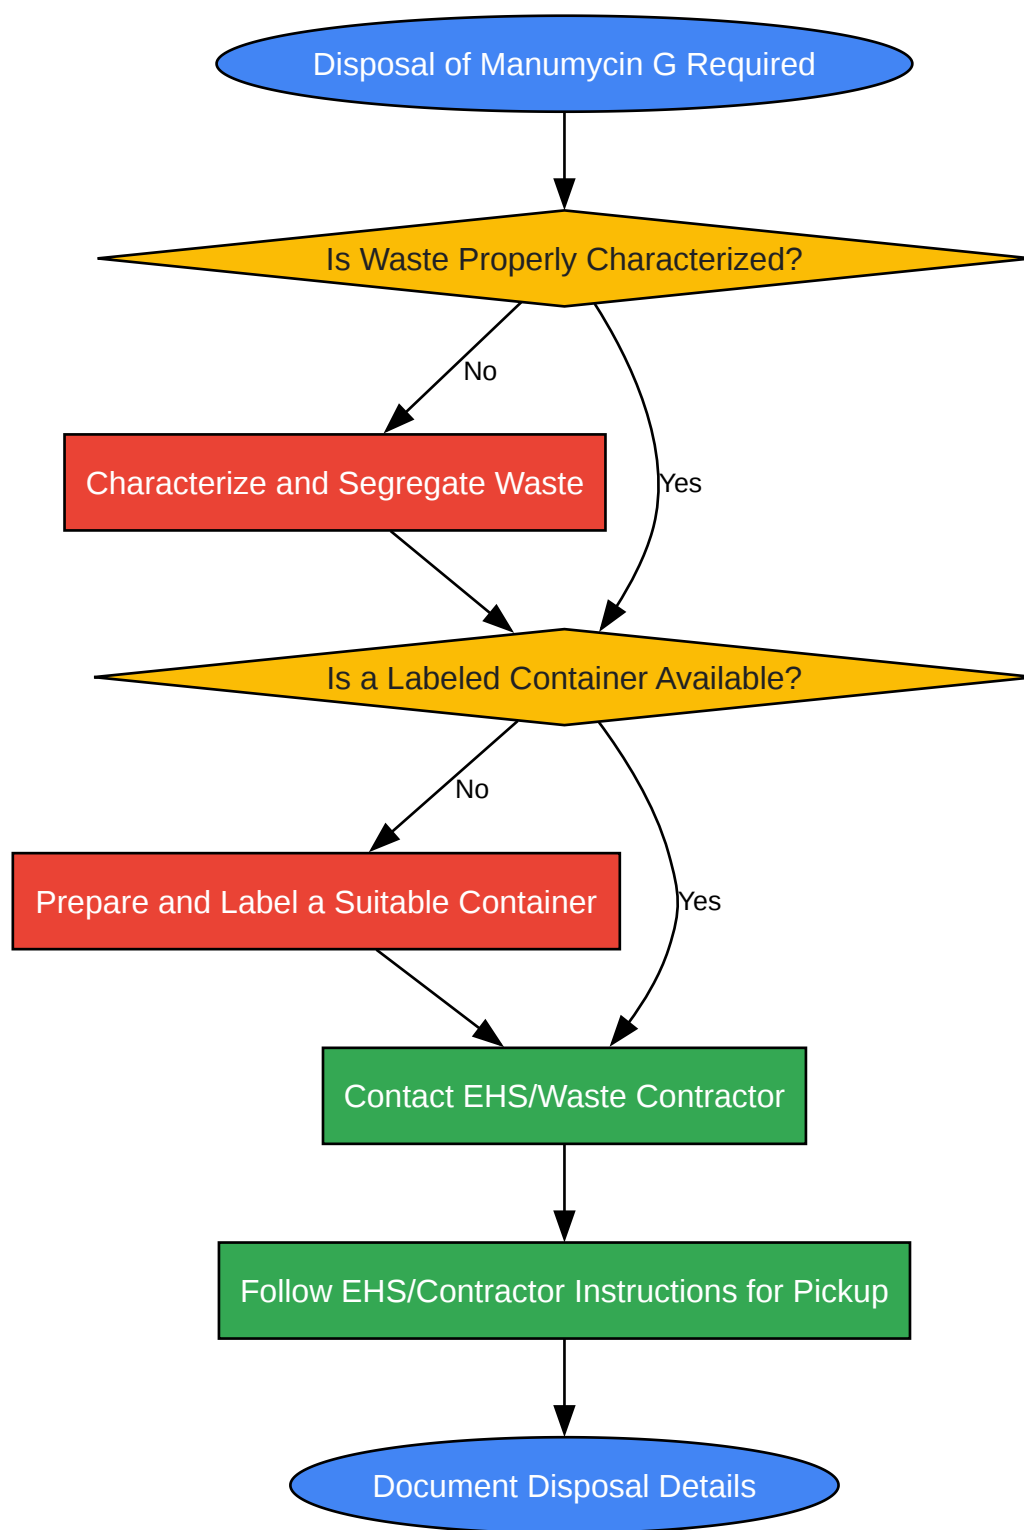 Disposal of Manumycin G Required
Is Waste Properly Characterized?
No
Characterize and Segregate Waste
Yes
Is a Labeled Container Available?
No
Prepare and Label a Suitable Container
Yes
Contact EHS/Waste Contractor
Follow EHS/Contractor Instructions for Pickup
Document Disposal Details